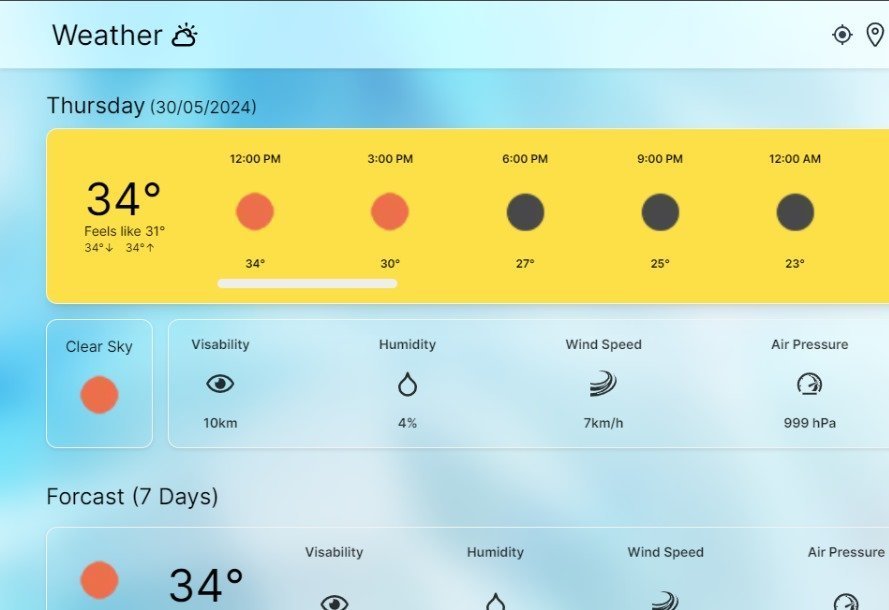 Weather
Thursday (30/05/2024)
12:00 PM 3:00 PM 6:00 PM 9:00 PM 12:00 AM
34°
Feels like 31°
34°↓ 34°↑
34° 30° 27° 25° 23°
Clear Sky
Visability Humidity Wind Speed Air Pressure
10km 4% 7km/h 999 hPa
Forcast (7 Days)
Visability Humidity Wind Speed Air Pressure
34°